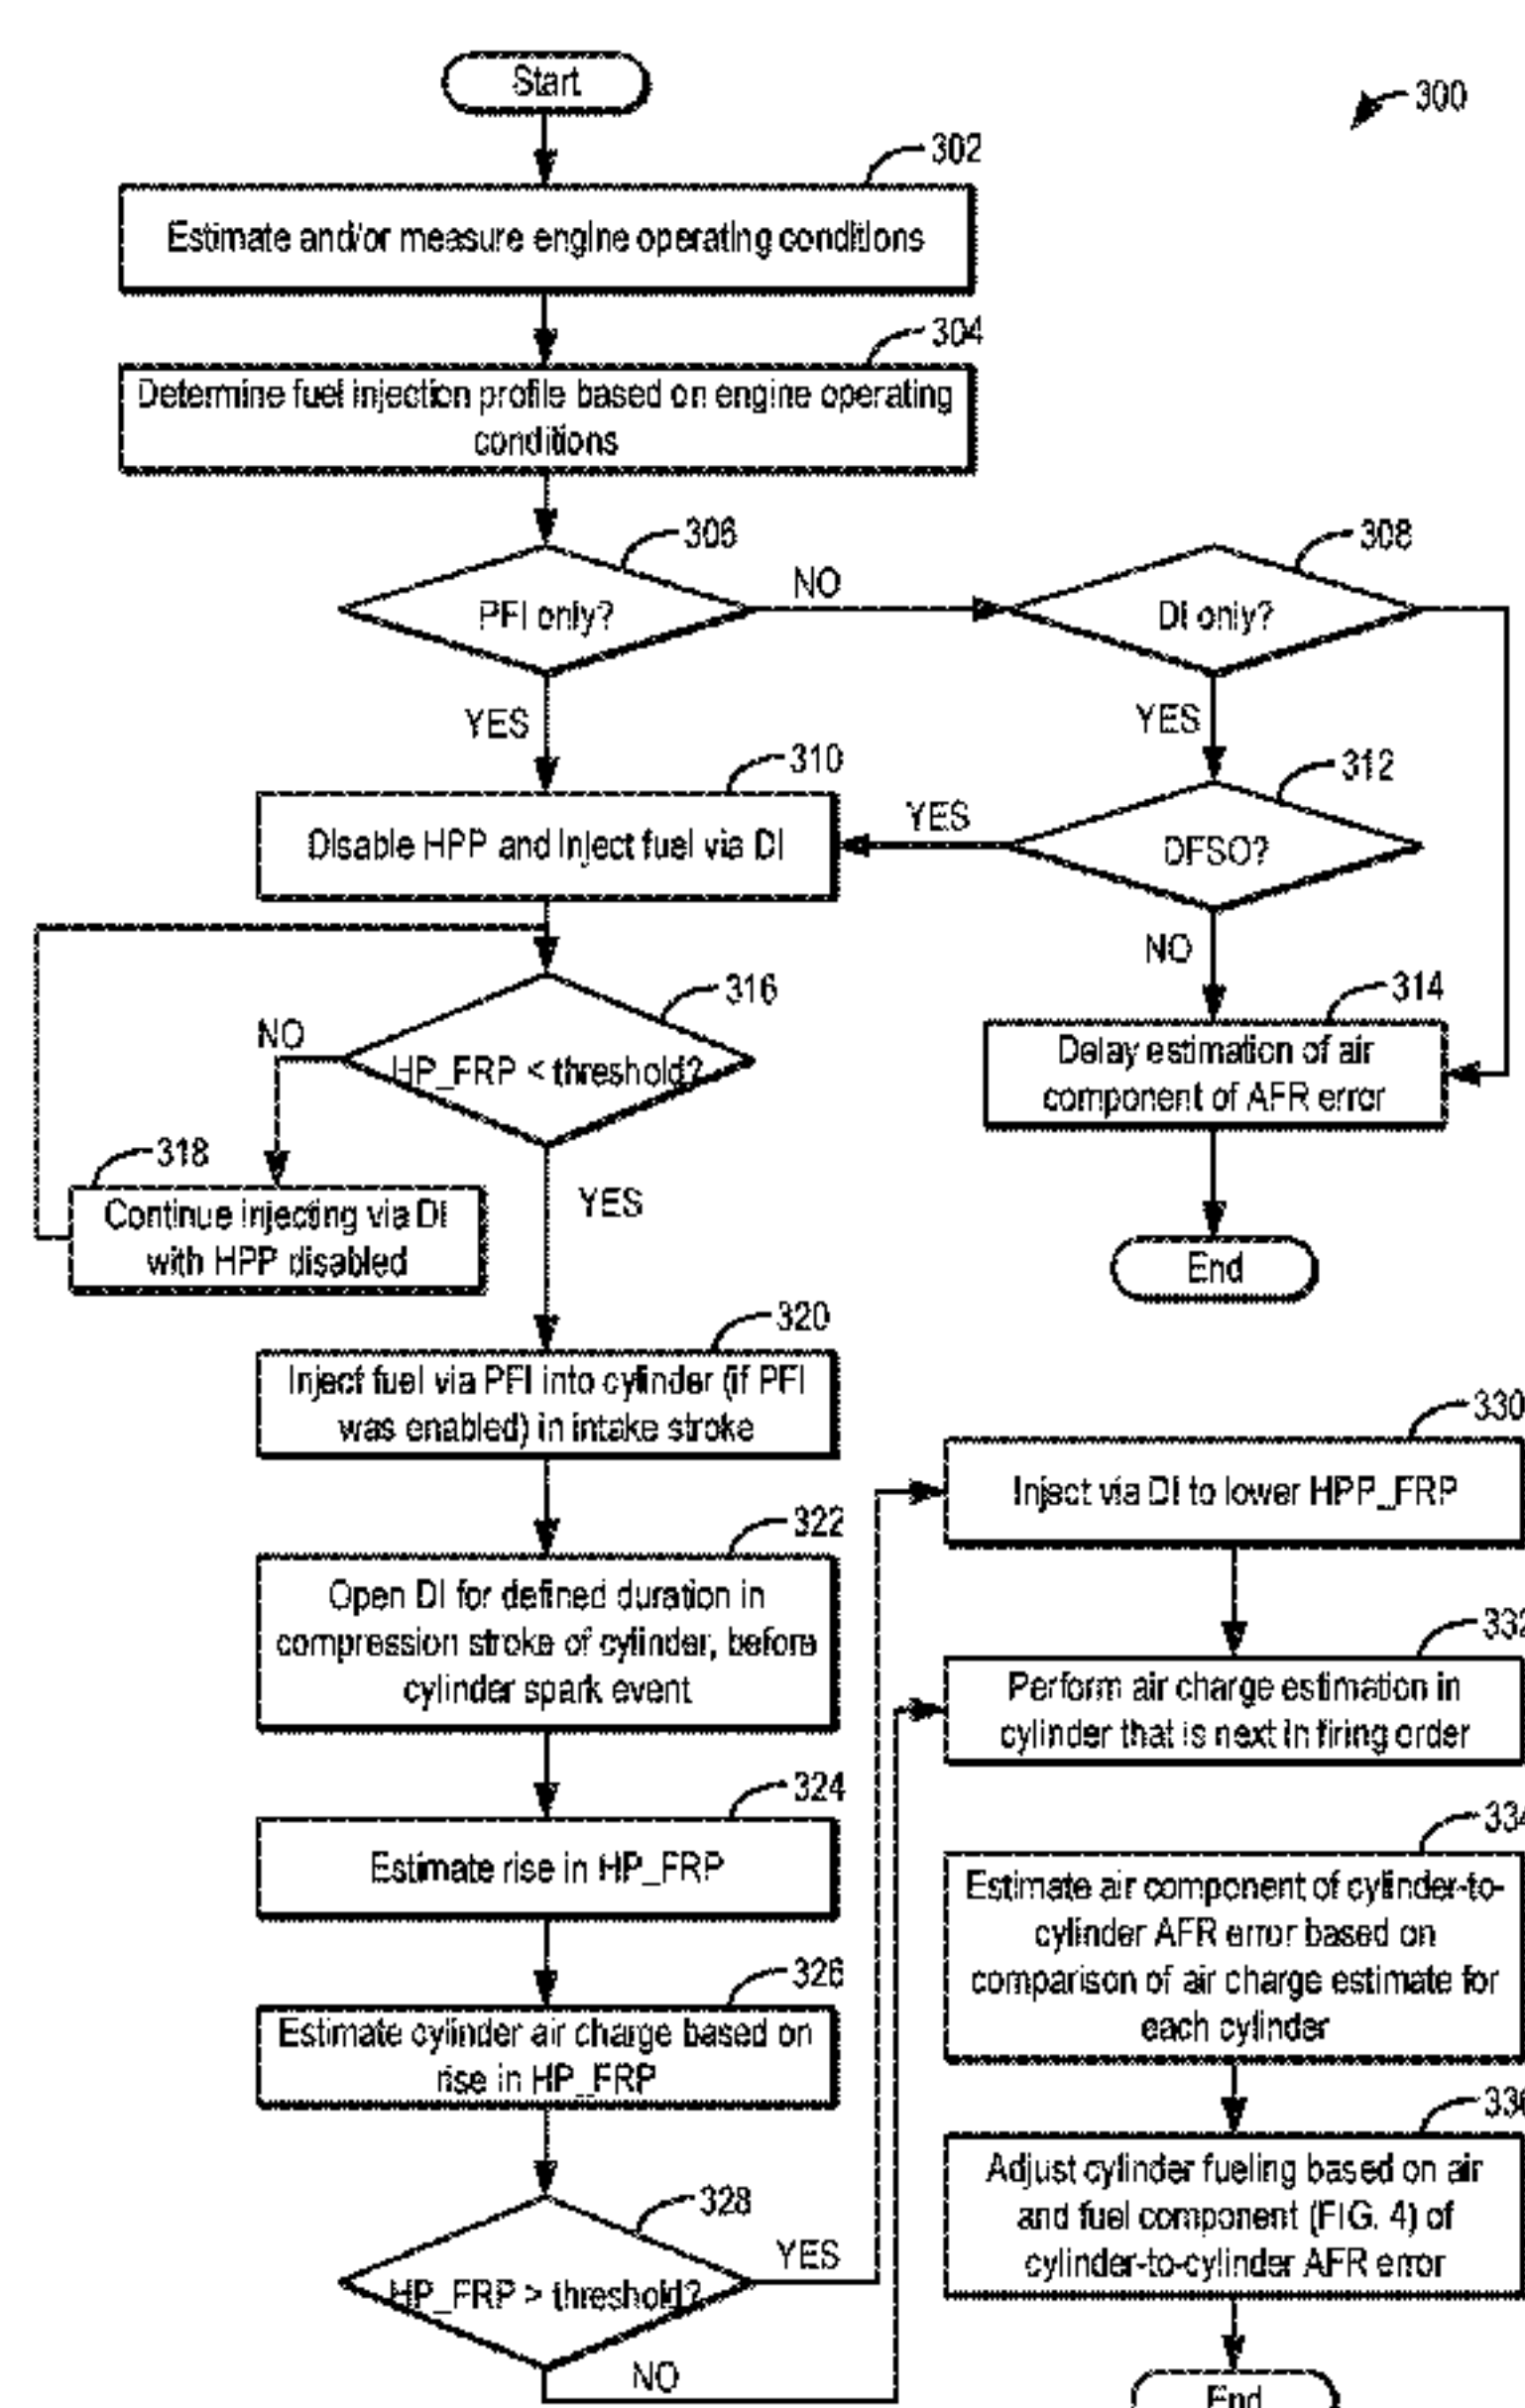 Start
300
302
Estimate and/or measure engine operating conditions
304
Determine fuel injection profile based on engine operating
conditions
306
PFI only?
NO
308
DI only?
YES
YES
310
Disable HPP and inject fuel via DI
YES
312
DFSO?
NO
314
Delay estimation of air
component of AFR error
End
316
HP_FRP < threshold?
NO
318
Continue injecting via DI
with HPP disabled
YES
320
Inject fuel via PFI into cylinder (if PFI
was enabled) in intake stroke
322
Open DI for defined duration in
compression stroke of cylinder, before
cylinder spark event
324
Estimate rise in HP_FRP
326
Estimate cylinder air charge based on
rise in HP_FRP
328
HP_FRP > threshold?
YES
NO
330
Inject via DI to lower HPP_FRP
332
Perform air charge estimation in
cylinder that is next in firing order
334
Estimate air component of cylinder-to-
cylinder AFR error based on
comparison of air charge estimate for
each cylinder
336
Adjust cylinder fueling based on air
and fuel component (FIG. 4) of
cylinder-to-cylinder AFR error
End